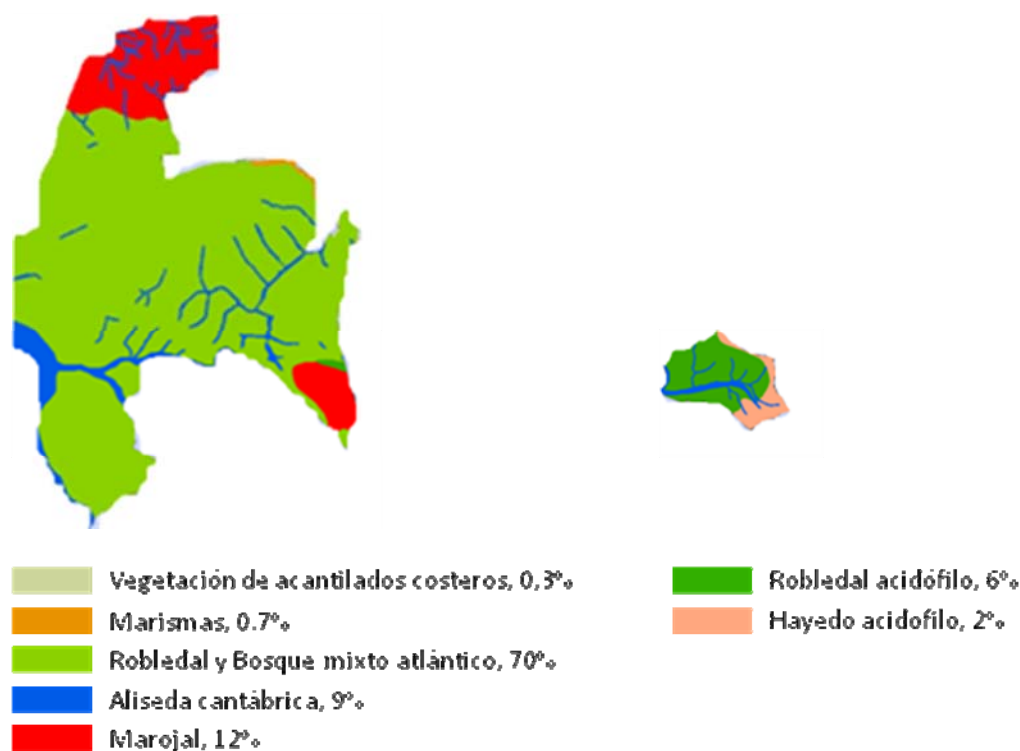 Vegetación de acantilados costeros, 0,3%
Marismas, 0.7%
Robledal y Bosque mixto atlántico, 70%
Aliseda cantábrica, 9%
Marojal, 12%
Robledal acidófilo, 6%
Hayedo acidofílo, 2%